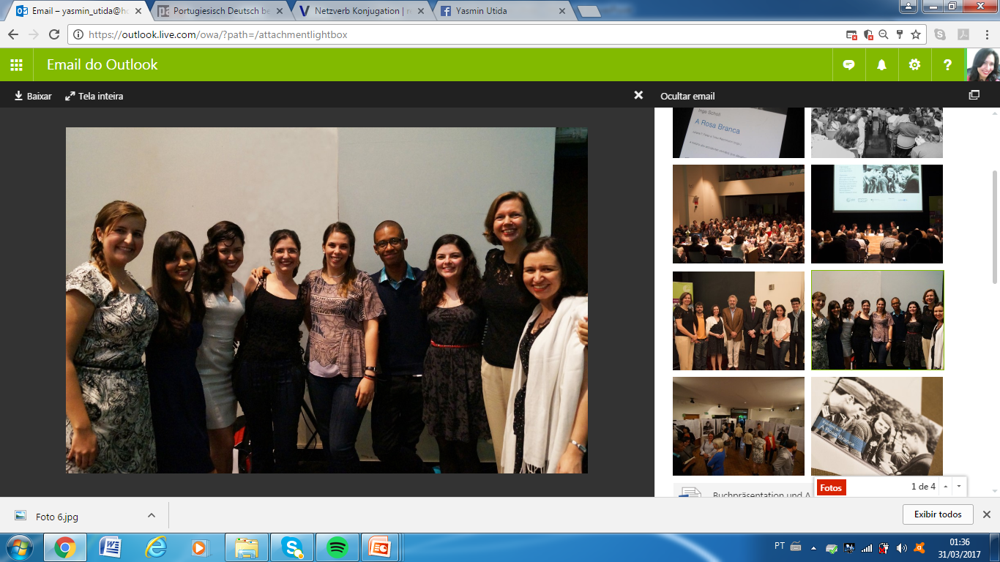 Email – yasmin_utida@ho
Portugiesisch Deutsch be
Netzverb Konjugation | n
Yasmin Utida
https://outlook.live.com/owa/?path=/attachmentlightbox
Email do Outlook
Baixar
Tela inteira
Ocultar email
Inge Scholl
A Rosa Branca
A Rosa Branca
Buchpräsentation und A
Fotos
1 de 4
Foto 6.jpg
Exibir todos
PT
01:36
31/03/2017